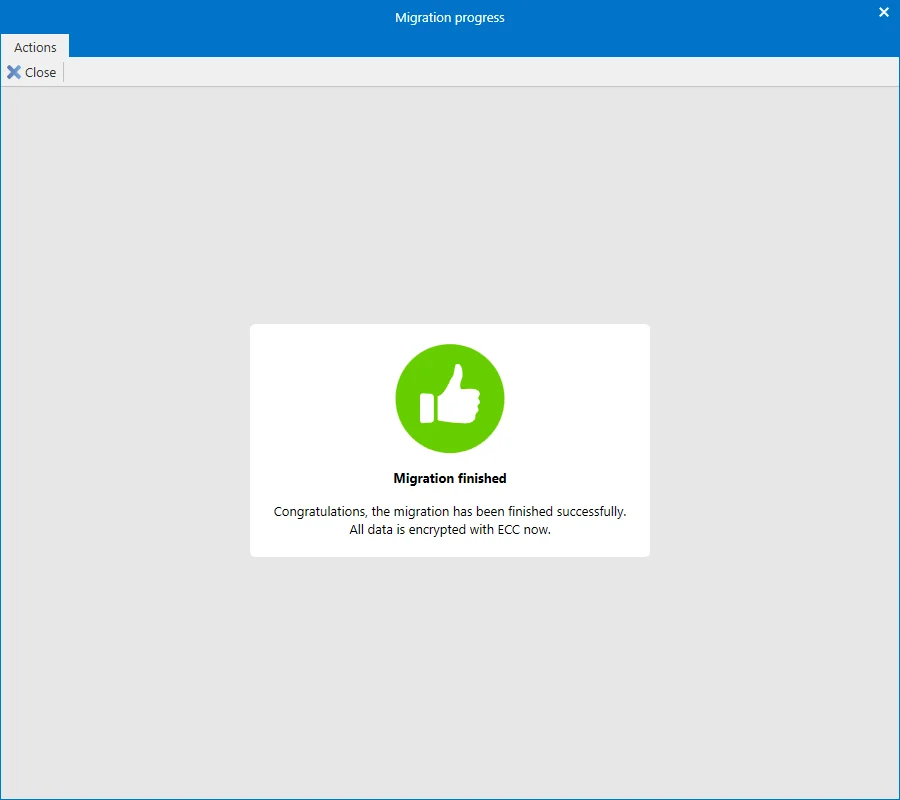 Migration progress
Actions
Close
Migration finished
Congratulations, the migration has been finished successfully.
All data is encrypted with ECC now.